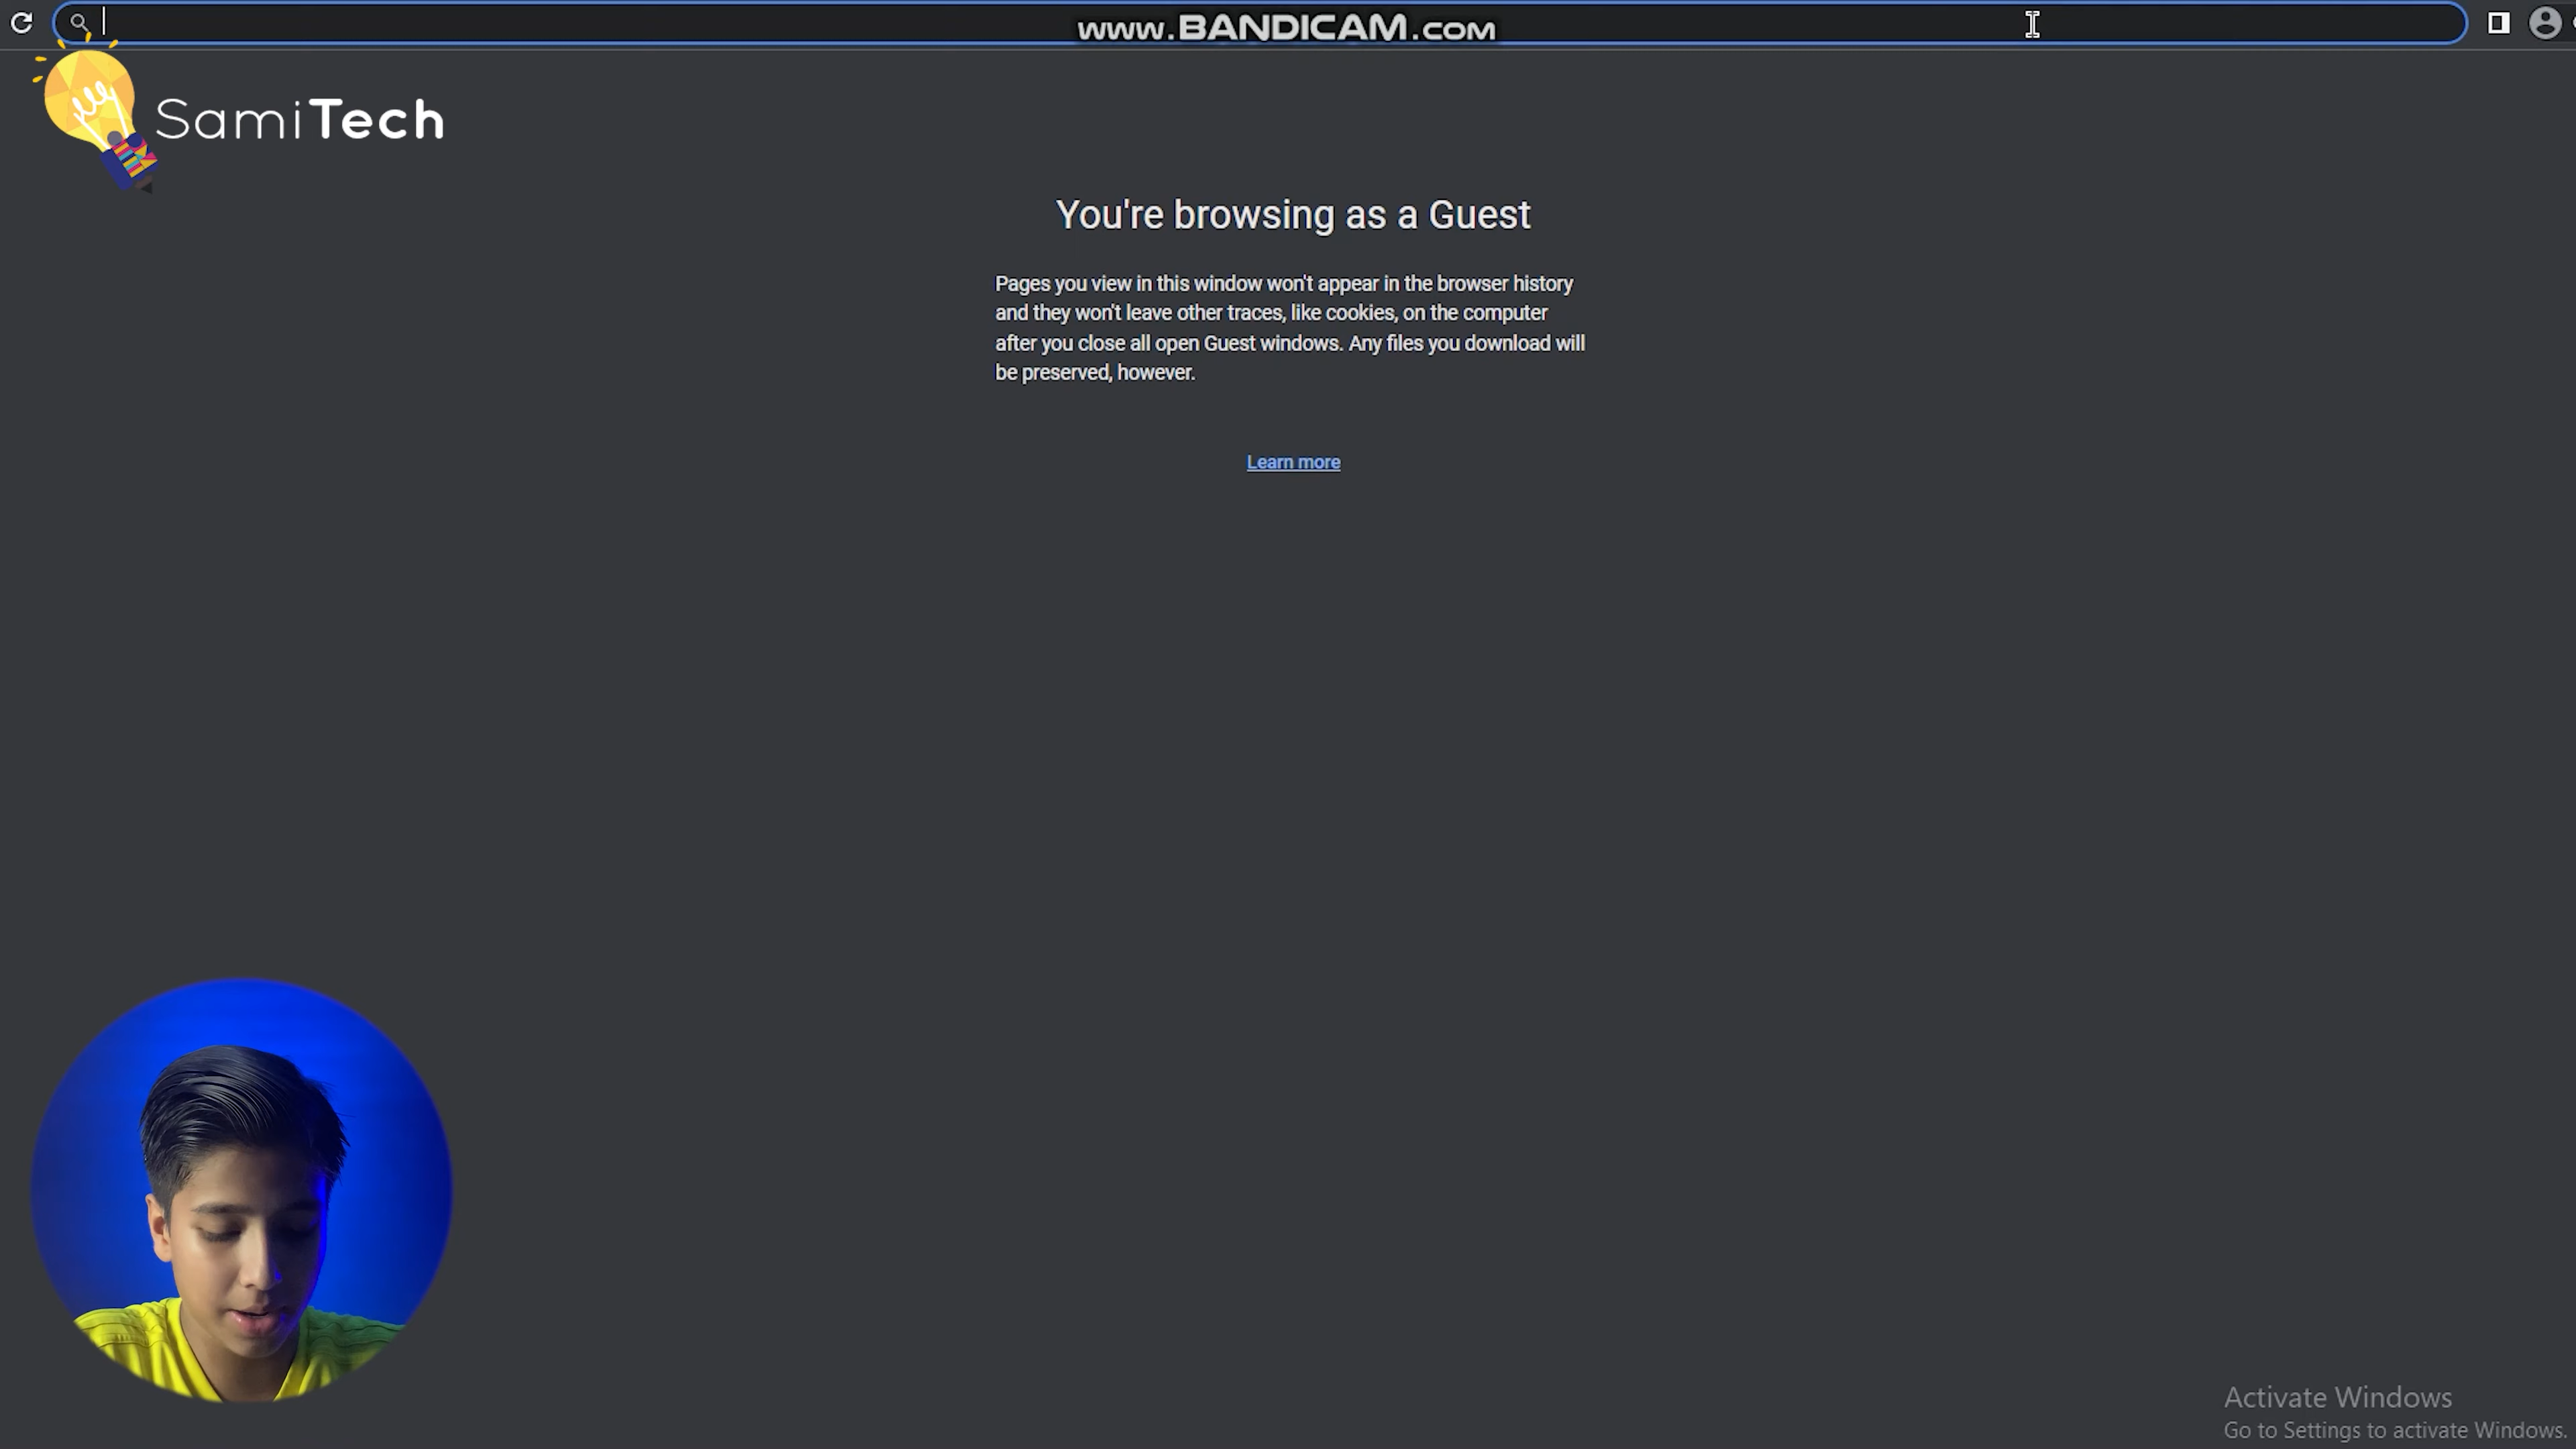 www.BANDICAM.com
SamiTech
You're browsing as a Guest
Pages you view in this window won't appear in the browser history
and they won't leave other traces, like cookies, on the computer
after you close all open Guest windows. Any files you download will
be preserved, however.
Learn more
Activate Windows
Go to Settings to activate Windows.